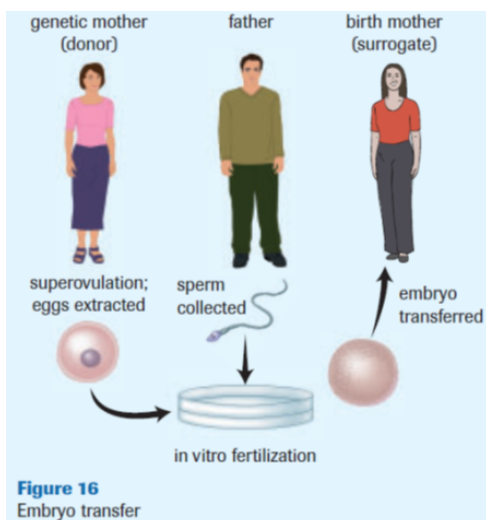 genetic mother
(donor)
father
birth mother
(surrogate)
superovulation;
eggs extracted
sperm
collected
embryo
transferred
in vitro fertilization
Figure 16
Embryo transfer